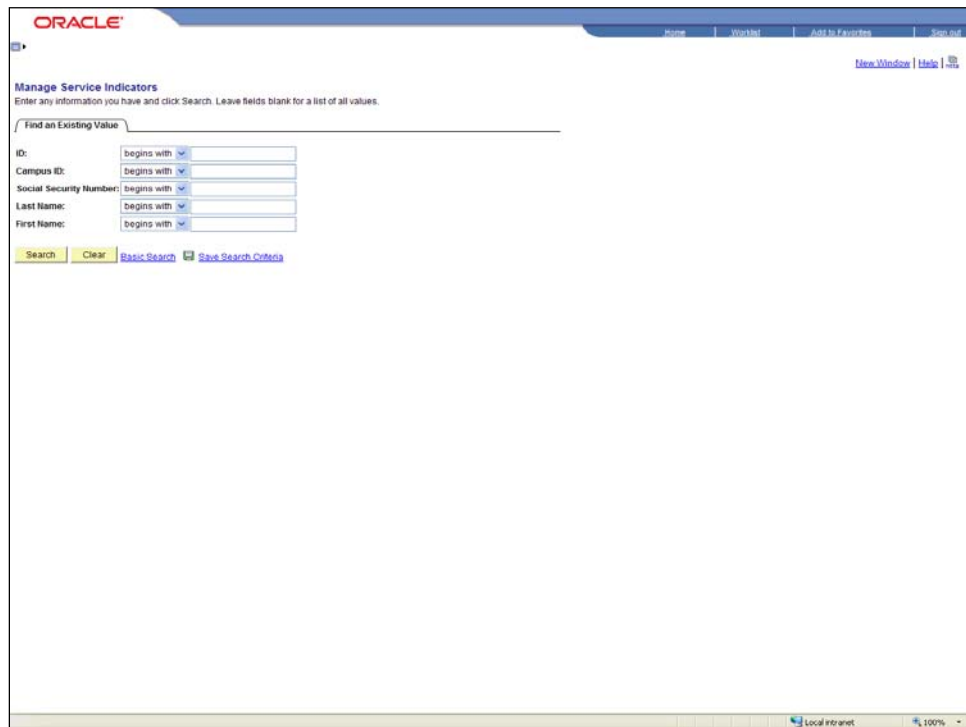 ORACLE'
Home Worklist Add to Favorites Sign out
New Window | Help |
Manage Service Indicators
Enter any information you have and click Search. Leave fields blank for a list of all values.
Find an Existing Value
ID: begins with
Campus ID: begins with
Social Security Number: begins with
Last Name: begins with
First Name: begins with
Search Clear Basic Search Save Search Criteria
Local intranet 100%